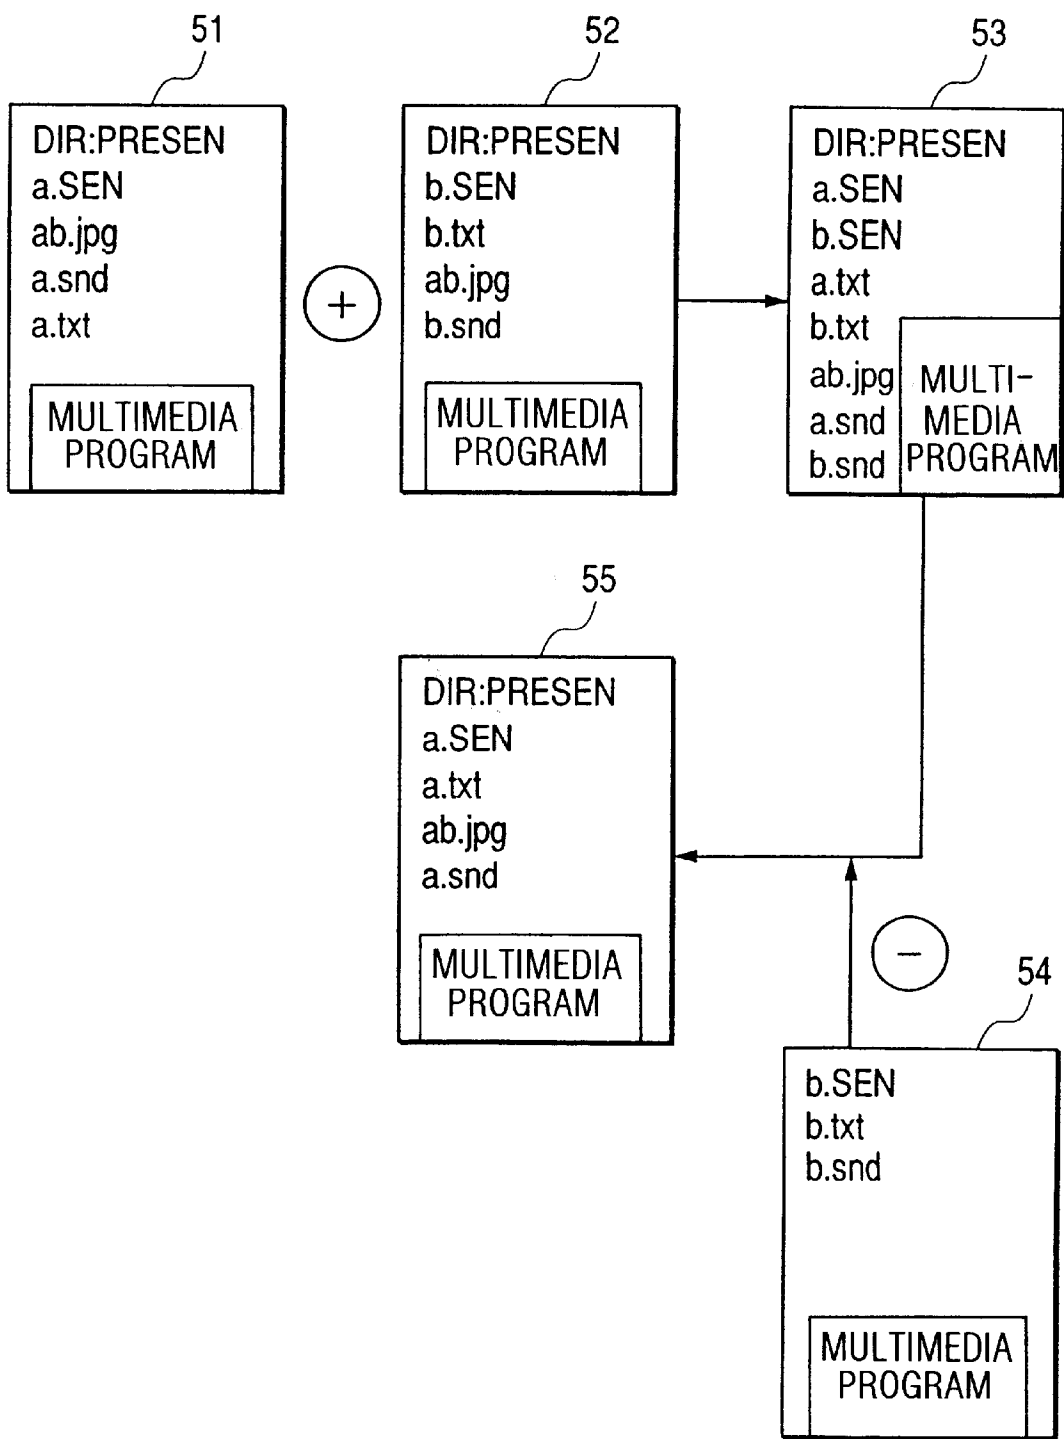 51
DIR:PRESEN
a.SEN
ab.jpg
a.snd
a.txt
MULTIMEDIA
PROGRAM
+
52
DIR:PRESEN
b.SEN
b.txt
ab.jpg
b.snd
MULTIMEDIA
PROGRAM
53
DIR:PRESEN
a.SEN
b.SEN
a.txt
b.txt
ab.jpg
a.snd
b.snd
MULTI-
MEDIA
PROGRAM
55
DIR:PRESEN
a.SEN
a.txt
ab.jpg
a.snd
MULTIMEDIA
PROGRAM
−
54
b.SEN
b.txt
b.snd
MULTIMEDIA
PROGRAM